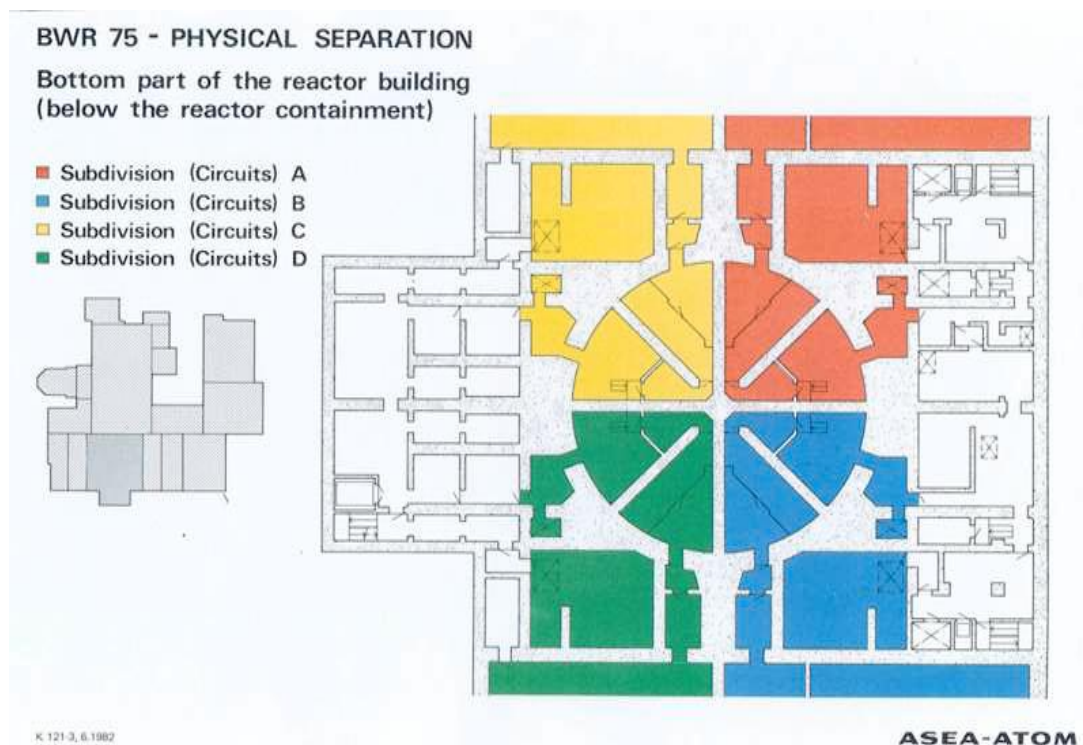 BWR 75 - PHYSICAL SEPARATION
Bottom part of the reactor building
(below the reactor containment)
Subdivision (Circuits) A
Subdivision (Circuits) B
Subdivision (Circuits) C
Subdivision (Circuits) D
K 121-3, 6.1982
ASEA-ATOM